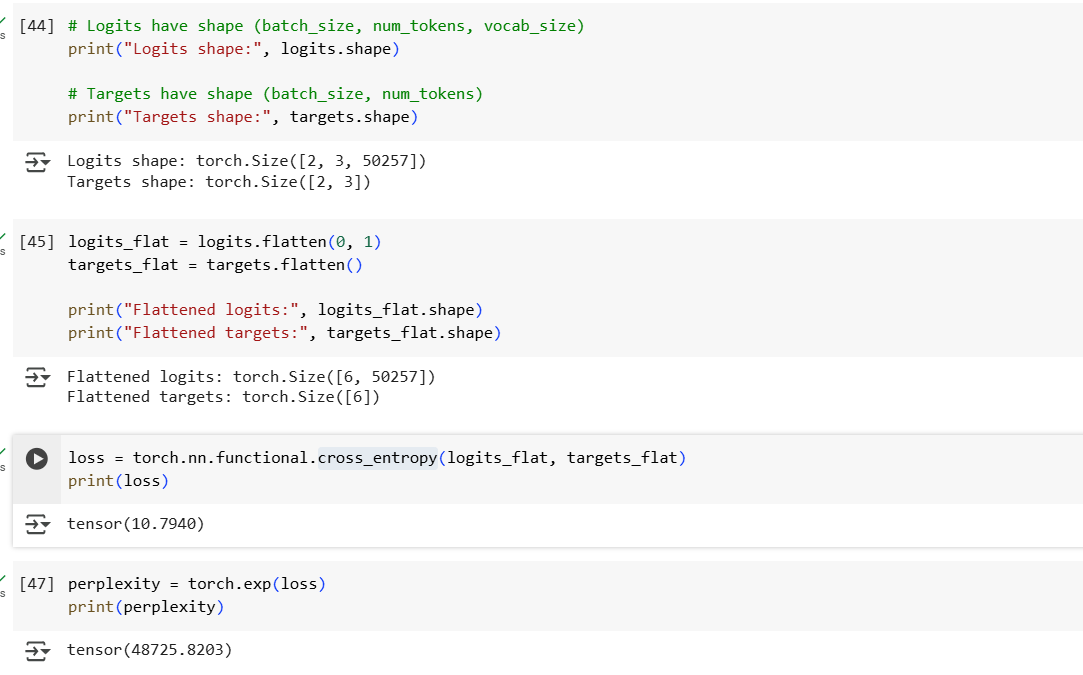 [44] # Logits have shape (batch_size, num_tokens, vocab_size)
print("Logits shape:", logits.shape)
# Targets have shape (batch_size, num_tokens)
print("Targets shape:", targets.shape)
Logits shape: torch.Size([2, 3, 50257])
Targets shape: torch.Size([2, 3])
[45] logits_flat = logits.flatten(0, 1)
targets_flat = targets.flatten()
print("Flattened logits:", logits_flat.shape)
print("Flattened targets:", targets_flat.shape)
Flattened logits: torch.Size([6, 50257])
Flattened targets: torch.Size([6])
loss = torch.nn.functional.cross_entropy(logits_flat, targets_flat)
print(loss)
tensor(10.7940)
[47] perplexity = torch.exp(loss)
print(perplexity)
tensor(48725.8203)